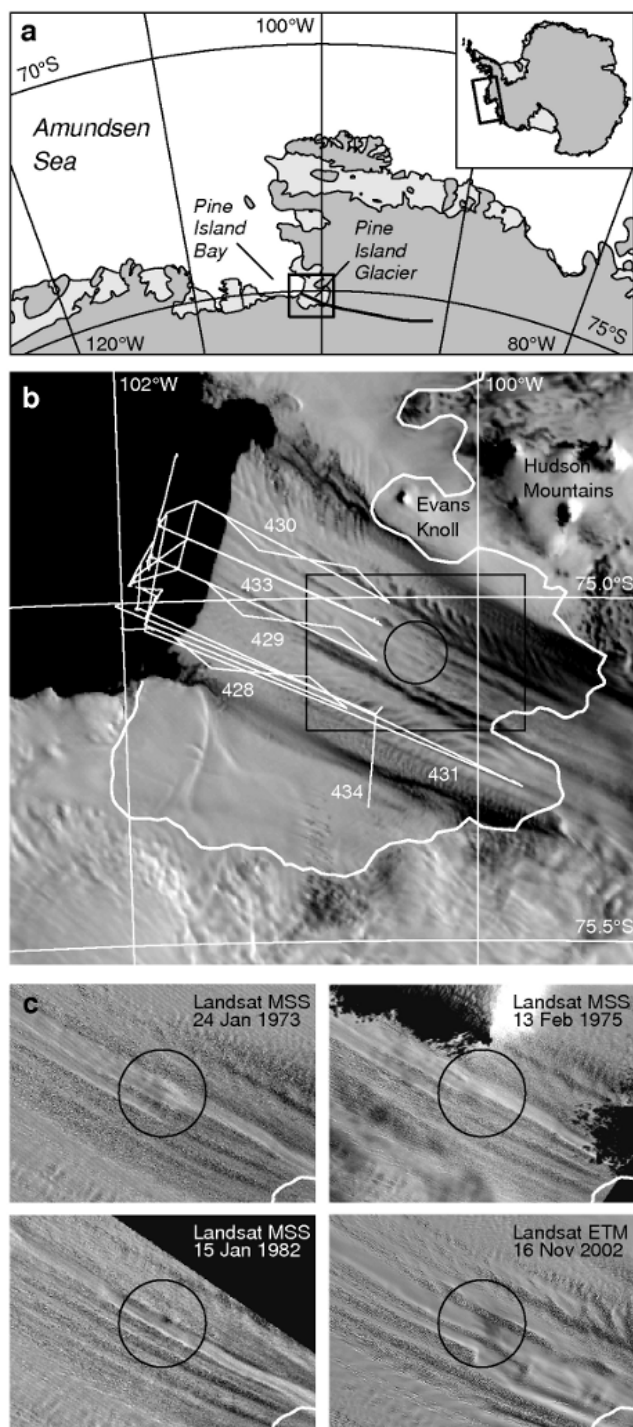 a
100°W
70°S
Amundsen
Sea
Pine
Island
Bay
Pine
Island
Glacier
120°W
80°W
75°S
b
102°W
100°W
Hudson
Mountains
Evans
Knoll
430
75.0°S
433
429
428
431
434
75.5°S
c
Landsat MSS
24 Jan 1973
Landsat MSS
13 Feb 1975
Landsat MSS
15 Jan 1982
Landsat ETM
16 Nov 2002